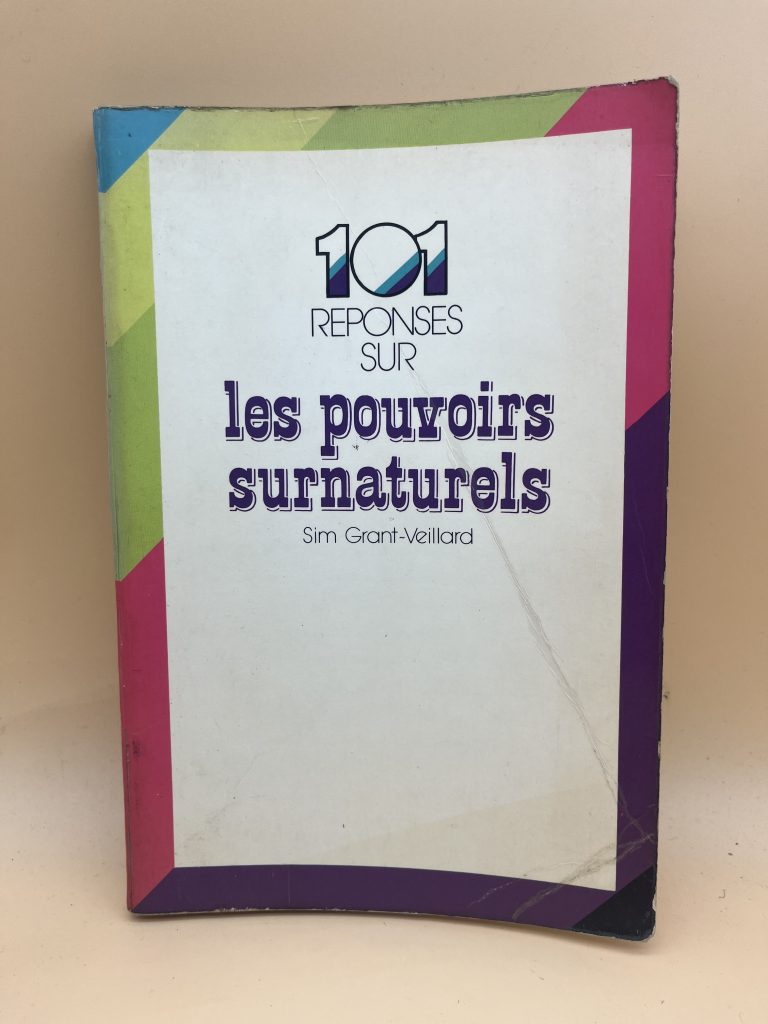 101
REPONSES
SUR
les pouvoirs
surnaturels
Sim Grant-Veillard